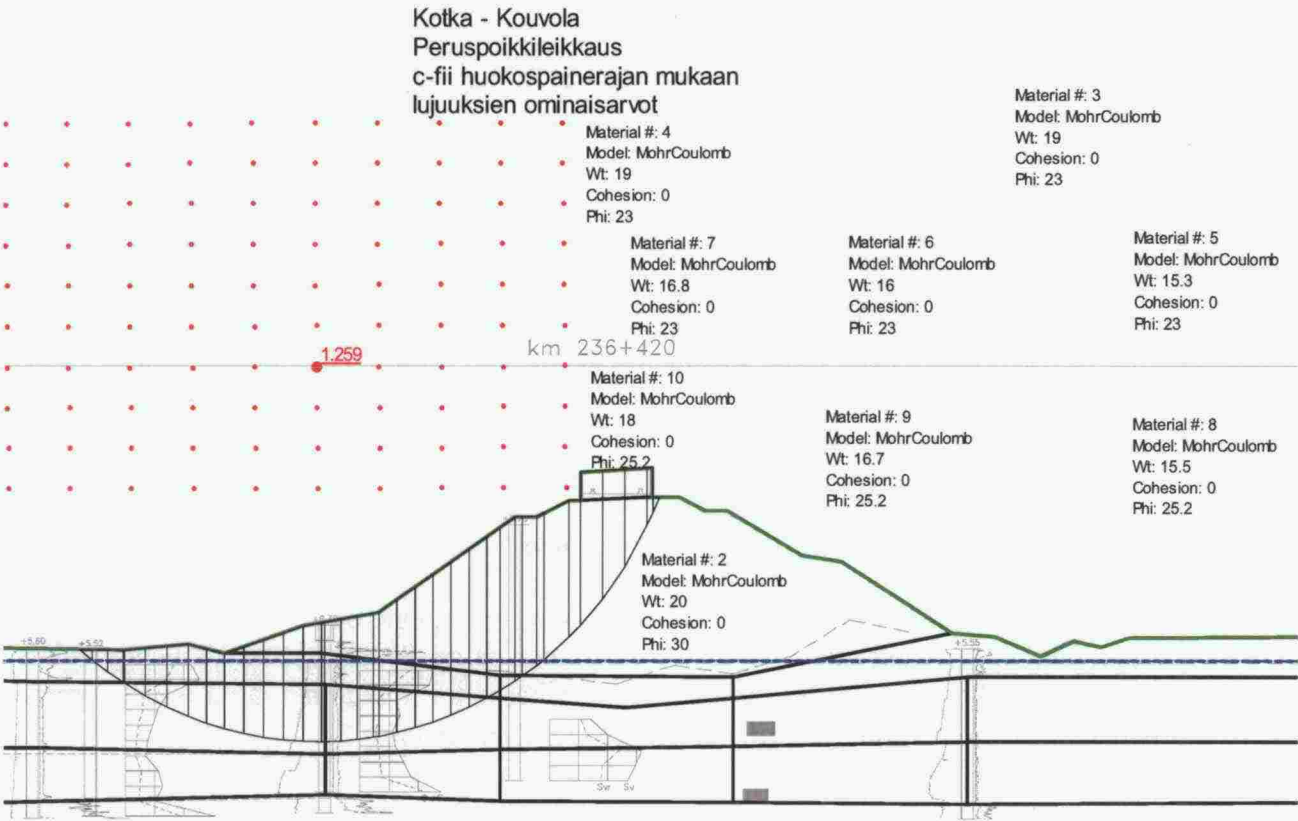 Kotka - Kouvola
Peruspoikkileikkaus
c-fii huokospainerajan mukaan
lujuuksien ominaisarvot
Material #: 3
Model: MohrCoulomb
Wt: 19
Cohesion: 0
Phi: 23
Material #: 4
Model: MohrCoulomb
Wt: 19
Cohesion: 0
Phi: 23
Material #: 7
Model: MohrCoulomb
Wt: 16.8
Cohesion: 0
Phi: 23
Material #: 6
Model: MohrCoulomb
Wt: 16
Cohesion: 0
Phi: 23
Material #: 5
Model: MohrCoulomb
Wt: 15.3
Cohesion: 0
Phi: 23
1.259
km 236+420
Material #: 10
Model: MohrCoulomb
Wt: 18
Cohesion: 0
Phi: 25.2
Material #: 9
Model: MohrCoulomb
Wt: 16.7
Cohesion: 0
Phi: 25.2
Material #: 8
Model: MohrCoulomb
Wt: 15.5
Cohesion: 0
Phi: 25.2
Material #: 2
Model: MohrCoulomb
Wt: 20
Cohesion: 0
Phi: 30
+5.60
+5.52
+5.55
Svr Sv